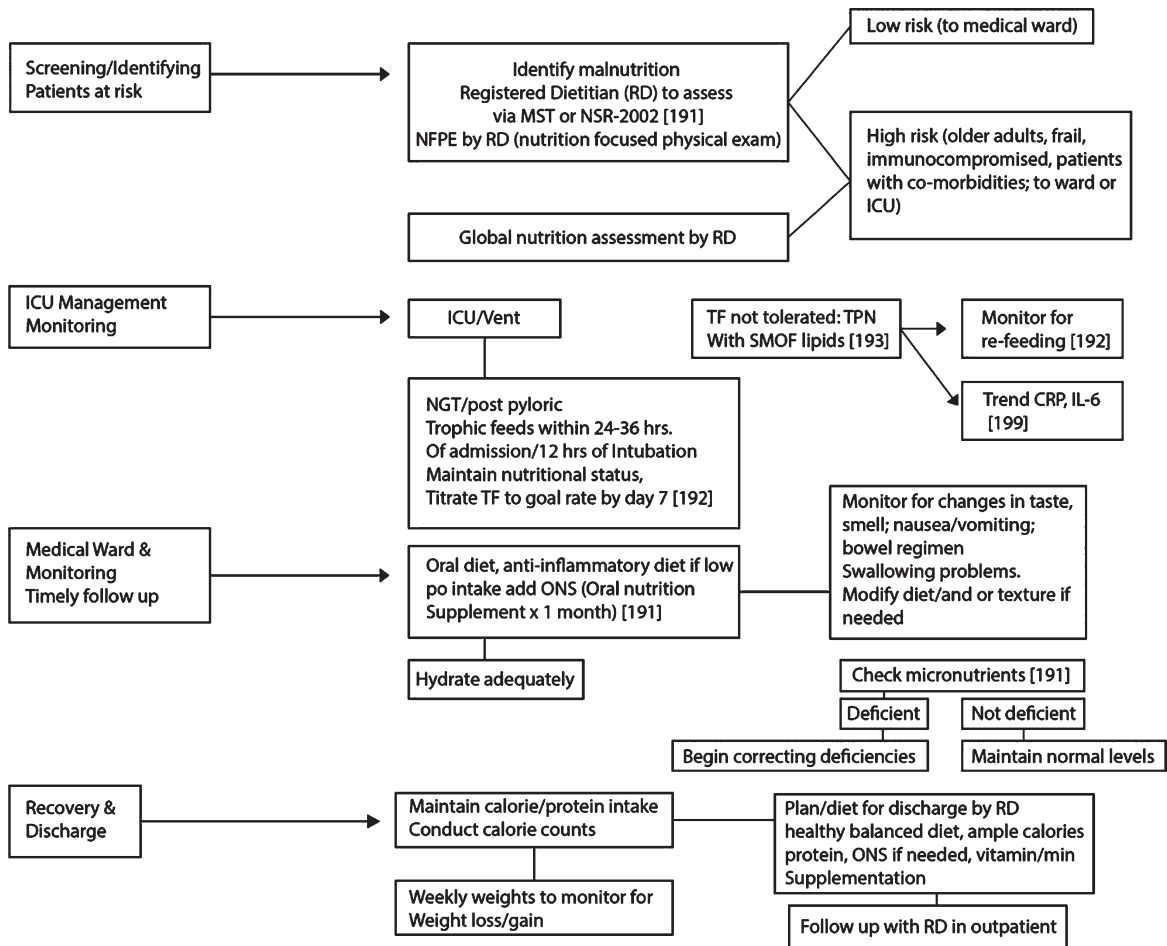 Screening/Identifying
Patients at risk
Identify malnutrition
Registered Dietitian (RD) to assess
via MST or NSR-2002 [191]
NFPE by RD (nutrition focused physical exam)
Low risk (to medical ward)
High risk (older adults, frail,
immunocompromised, patients
with co-morbidities; to ward or
ICU)
Global nutrition assessment by RD
ICU Management
Monitoring
ICU/Vent
TF not tolerated: TPN
With SMOF lipids [193]
Monitor for
re-feeding [192]
Trend CRP, IL-6
[199]
NGT/post pyloric
Trophic feeds within 24-36 hrs.
Of admission/12 hrs of Intubation
Maintain nutritional status,
Titrate TF to goal rate by day 7 [192]
Medical Ward &
Monitoring
Timely follow up
Oral diet, anti-inflammatory diet if low
po intake add ONS (Oral nutrition
Supplement x 1 month) [191]
Monitor for changes in taste,
smell; nausea/vomiting;
bowel regimen
Swallowing problems.
Modify diet/and or texture if
needed
Hydrate adequately
Check micronutrients [191]
Deficient
Not deficient
Begin correcting deficiencies
Maintain normal levels
Recovery &
Discharge
Maintain calorie/protein intake
Conduct calorie counts
Plan/diet for discharge by RD
healthy balanced diet, ample calories
protein, ONS if needed, vitamin/min
Supplementation
Weekly weights to monitor for
Weight loss/gain
Follow up with RD in outpatient